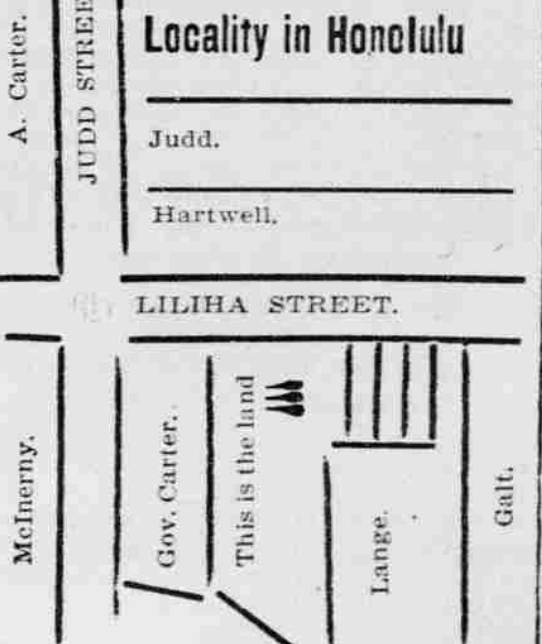 Locality in Honolulu
A. Carter.
JUDD STREE
Judd.
Hartwell.
LILIHA STREET.
McInerny.
Gov. Carter.
This is the land
Lange.
Galt.